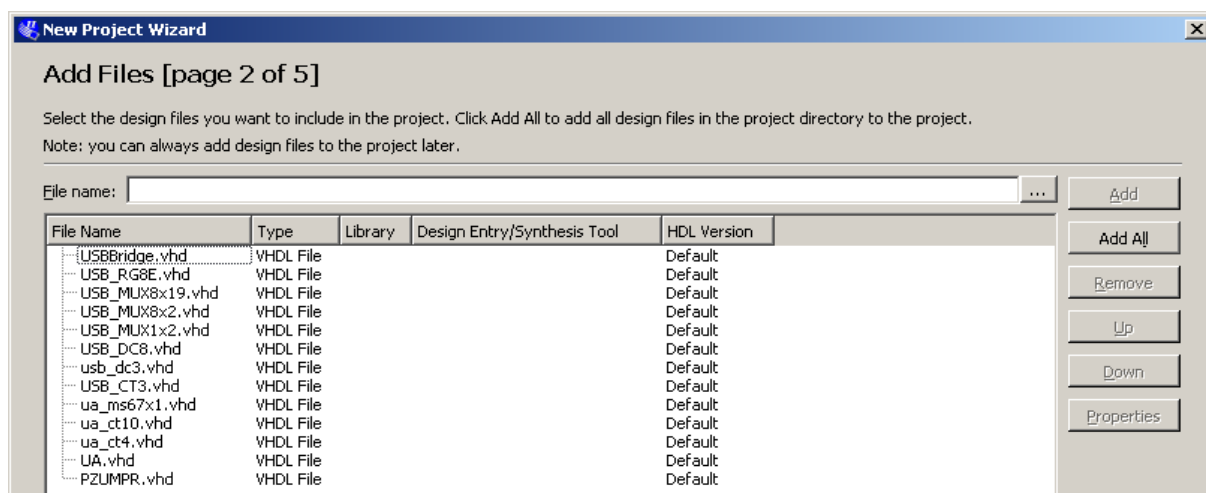 New Project Wizard
Add Files [page 2 of 5]
Select the design files you want to include in the project. Click Add All to add all design files in the project directory to the project.
Note: you can always add design files to the project later.
File name: ... Add
File Name Type Library Design Entry/Synthesis Tool HDL Version Add All
USBBridge.vhd VHDL File Default
USB_RG8E.vhd VHDL File Default Remove
USB_MUX8x19.vhd VHDL File Default
USB_MUX8x2.vhd VHDL File Default
USB_MUX1x2.vhd VHDL File Default Up
USB_DC8.vhd VHDL File Default
usb_dc3.vhd VHDL File Default Down
USB_CT3.vhd VHDL File Default
ua_ms67x1.vhd VHDL File Default
ua_ct10.vhd VHDL File Default Properties
ua_ct4.vhd VHDL File Default
UA.vhd VHDL File Default
PZUMPR.vhd VHDL File Default